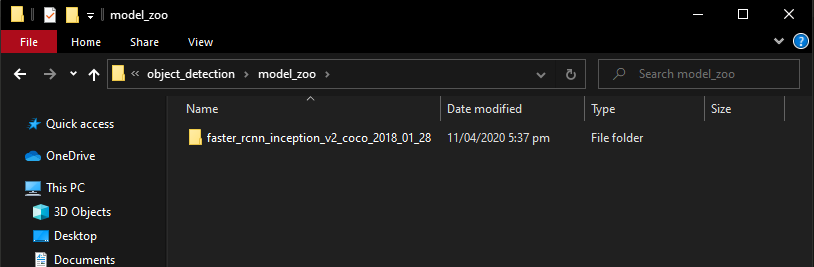 model_zoo
File Home Share View
« object_detection › model_zoo › Search model_zoo
Name Date modified Type Size
Quick access
faster_rcnn_inception_v2_coco_2018_01_28 11/04/2020 5:37 pm File folder
OneDrive
This PC
3D Objects
Desktop
Documents